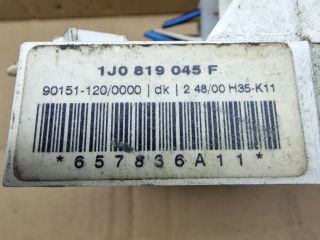 1J0 819 045 F
90151-120/0000 | dk | 2 48/00 H35-K11
*657836A11*